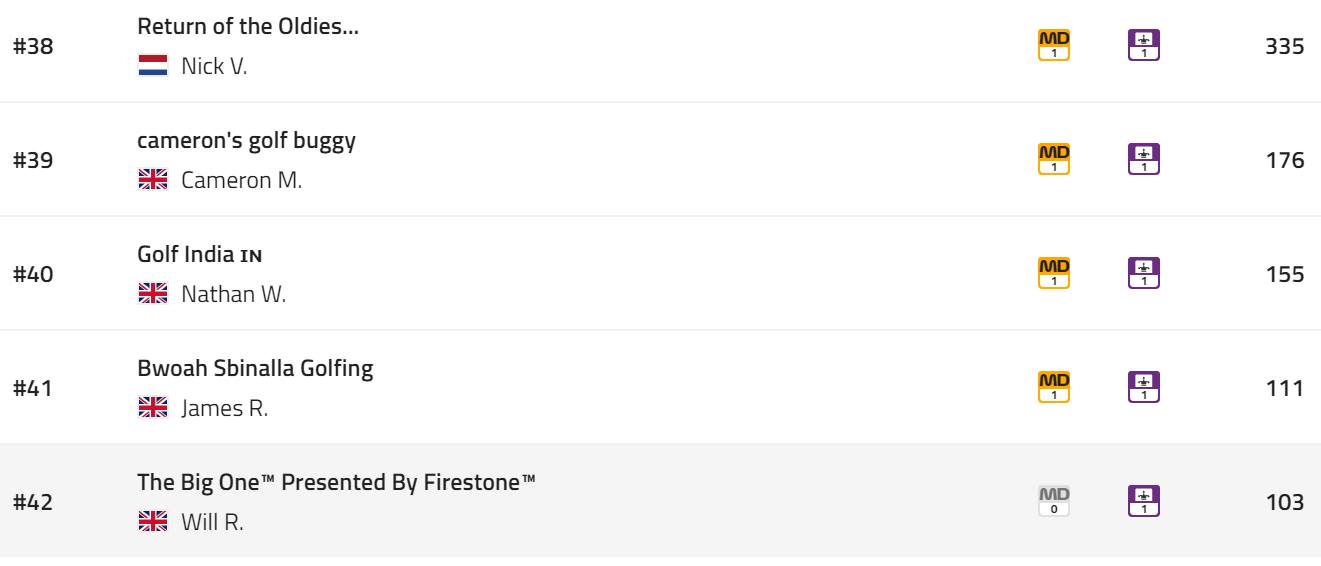 #38
Return of the Oldies...
Nick V.
MD
1
1
335
#39
cameron's golf buggy
Cameron M.
MD
1
1
176
#40
Golf India ɪɴ
Nathan W.
MD
1
1
155
#41
Bwoah Sbinalla Golfing
James R.
MD
1
1
111
#42
The Big One™ Presented By Firestone™
Will R.
MD
0
1
103